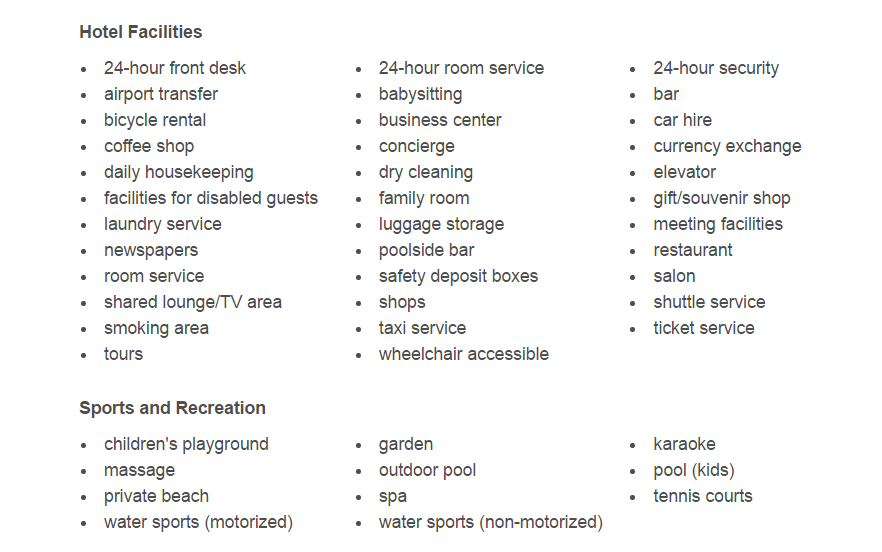 Hotel Facilities
• 24-hour front desk • 24-hour room service • 24-hour security
• airport transfer • babysitting • bar
• bicycle rental • business center • car hire
• coffee shop • concierge • currency exchange
• daily housekeeping • dry cleaning • elevator
• facilities for disabled guests • family room • gift/souvenir shop
• laundry service • luggage storage • meeting facilities
• newspapers • poolside bar • restaurant
• room service • safety deposit boxes • salon
• shared lounge/TV area • shops • shuttle service
• smoking area • taxi service • ticket service
• tours • wheelchair accessible
Sports and Recreation
• children's playground • garden • karaoke
• massage • outdoor pool • pool (kids)
• private beach • spa • tennis courts
• water sports (motorized) • water sports (non-motorized)